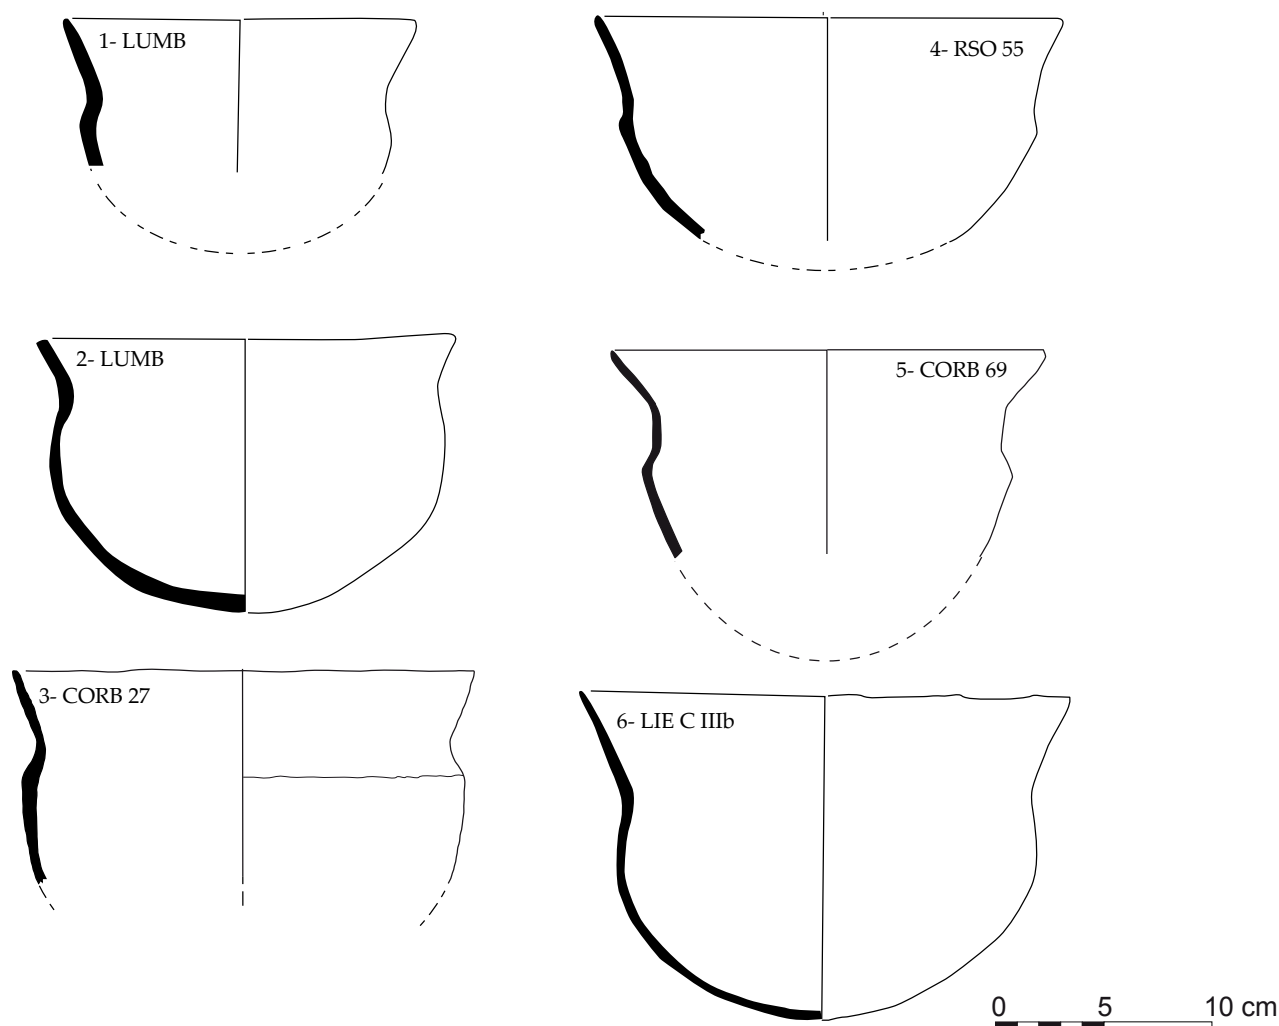 1- LUMB
4- RSO 55
2- LUMB
5- CORB 69
3- CORB 27
6- LIE C IIIb
0 5 10 cm